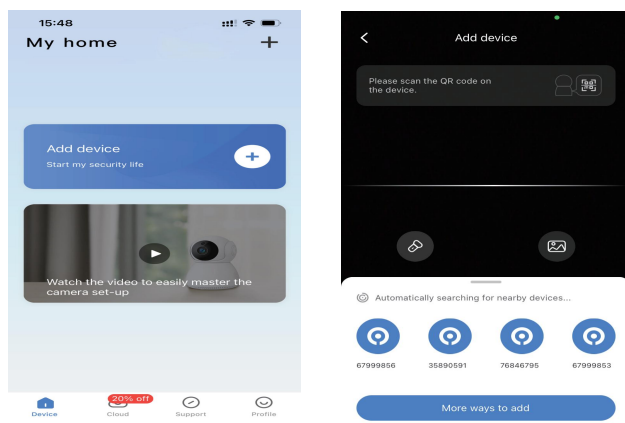 15:48
My home
Add device
Start my security life
Watch the video to easily master the
camera set-up
20% off
Device
Cloud
Support
Profile
Add device
Please scan the QR code on
the device.
Automatically searching for nearby devices...
67999856
35890591
76846795
67999853
More ways to add